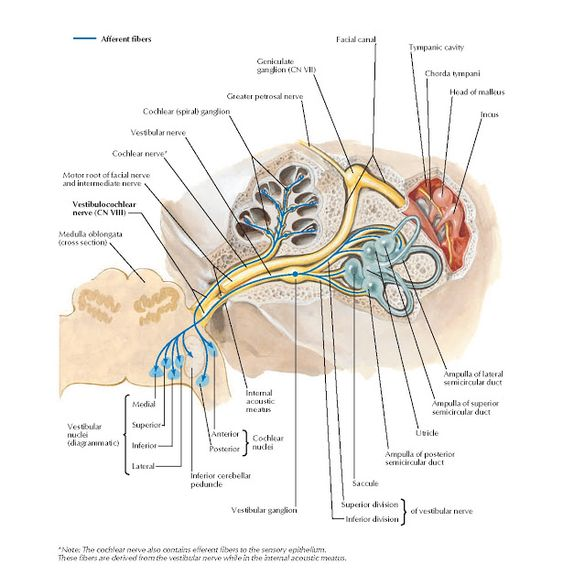 Afferent fibers
Facial canal
Tympanic cavity
Geniculate
ganglion (CN VII)
Chorda tympani
Head of malleus
Greater petrosal nerve
Incus
Cochlear (spiral) ganglion
Vestibular nerve
Cochlear nerve*
Motor root of facial nerve
and intermediate nerve
Vestibulocochlear
nerve (CN VIII)
Medulla oblongata
(cross section)
Ampulla of lateral
semicircular duct
Internal
acoustic
meatus
Ampulla of superior
semicircular duct
Medial
Superior
Inferior
Lateral
Vestibular
nuclei
(diagrammatic)
Anterior
Posterior
Cochlear
nuclei
Utricle
Ampulla of posterior
semicircular duct
Inferior cerebellar
peduncle
Saccule
Vestibular ganglion
Superior division
Inferior division
of vestibular nerve
*Note: The cochlear nerve also contains efferent fibers to the sensory epithelium.
These fibers are derived from the vestibular nerve while in the internal acoustic meatus.